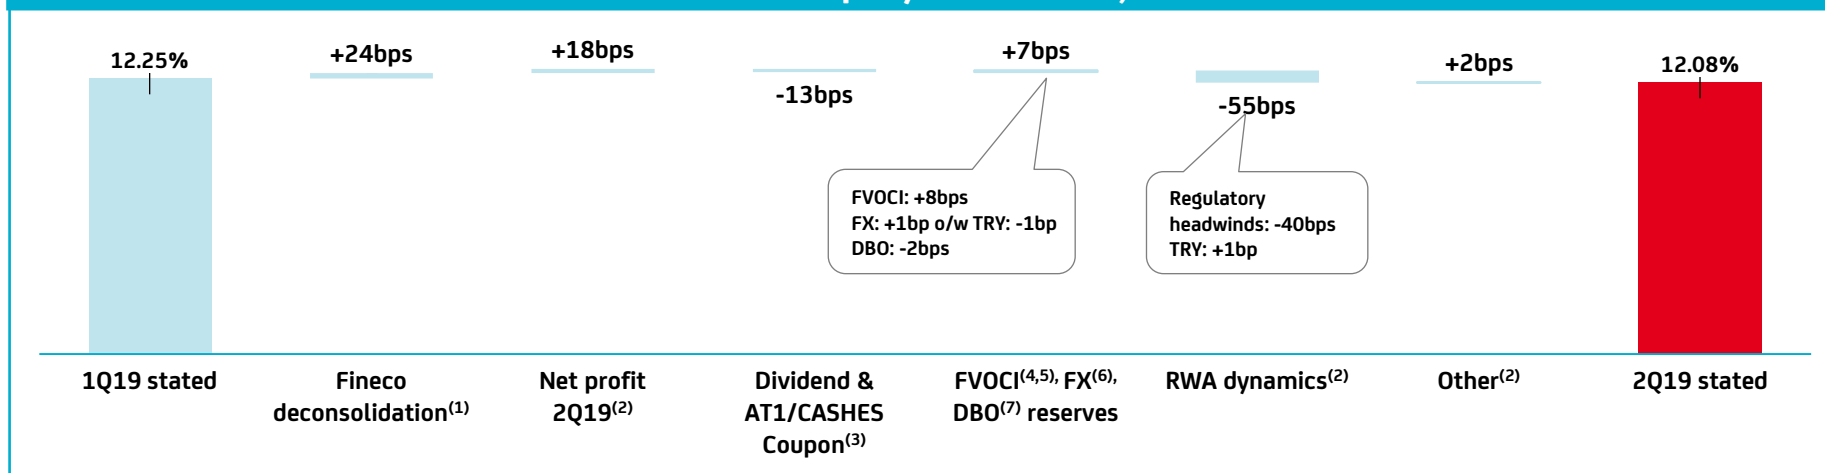 12.25%
+24bps
+18bps
-13bps
+7bps
-55bps
+2bps
12.08%
FVOCI: +8bps
FX: +1bp o/w TRY: -1bp
DBO: -2bps
Regulatory
headwinds: -40bps
TRY: +1bp
1Q19 stated
Fineco
deconsolidation(1)
Net profit
2Q19(2)
Dividend &
AT1/CASHES
Coupon(3)
FVOCI(4,5), FX(6),
DBO(7) reserves
RWA dynamics(2)
Other(2)
2Q19 stated